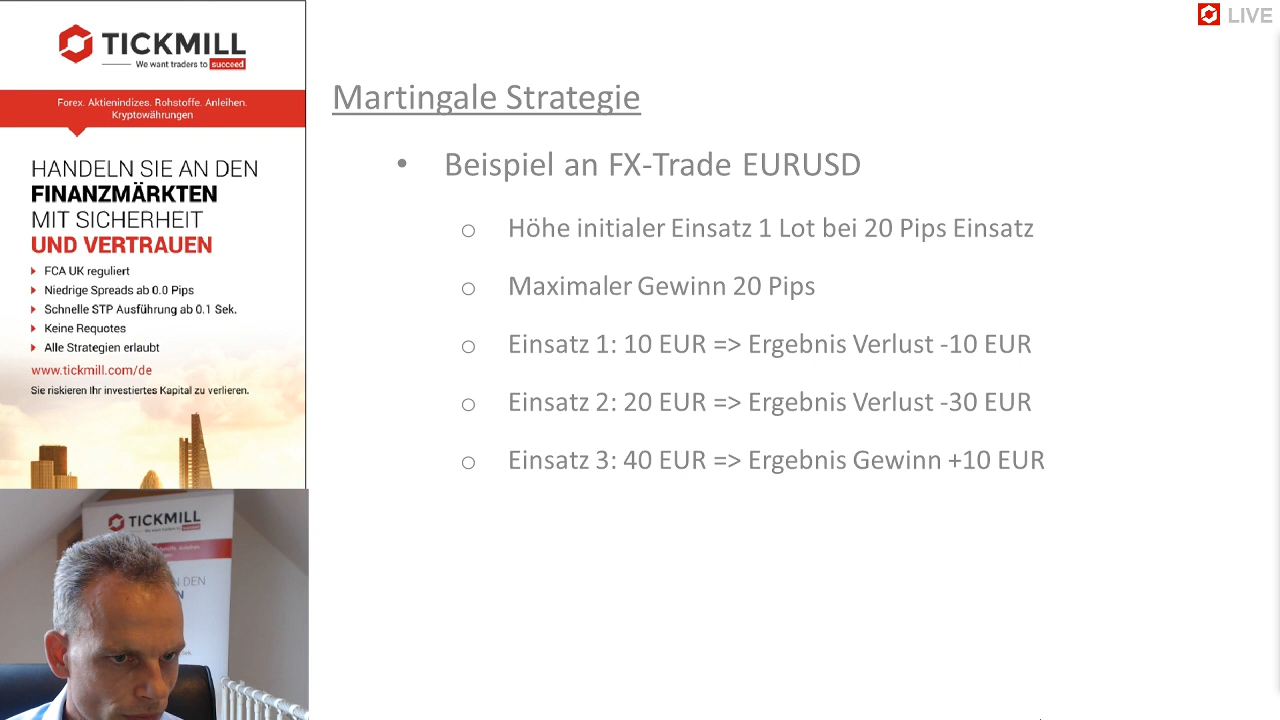 TICKMILL
We want traders to succeed
Forex. Aktienindizes. Rohstoffe. Anleihen.
Kryptowährungen
HANDELN SIE AN DEN
FINANZMÄRKTEN
MIT SICHERHEIT
UND VERTRAUEN
FCA UK reguliert
Niedrige Spreads ab 0.0 Pips
Schnelle STP Ausführung ab 0.1 Sek.
Keine Requotes
Alle Strategien erlaubt
www.tickmill.com/de
Sie riskieren Ihr investiertes Kapital zu verlieren.
LIVE
Martingale Strategie
• Beispiel an FX-Trade EURUSD
o Höhe initialer Einsatz 1 Lot bei 20 Pips Einsatz
o Maximaler Gewinn 20 Pips
o Einsatz 1: 10 EUR => Ergebnis Verlust -10 EUR
o Einsatz 2: 20 EUR => Ergebnis Verlust -30 EUR
o Einsatz 3: 40 EUR => Ergebnis Gewinn +10 EUR
TICKMILL
We want traders to succeed